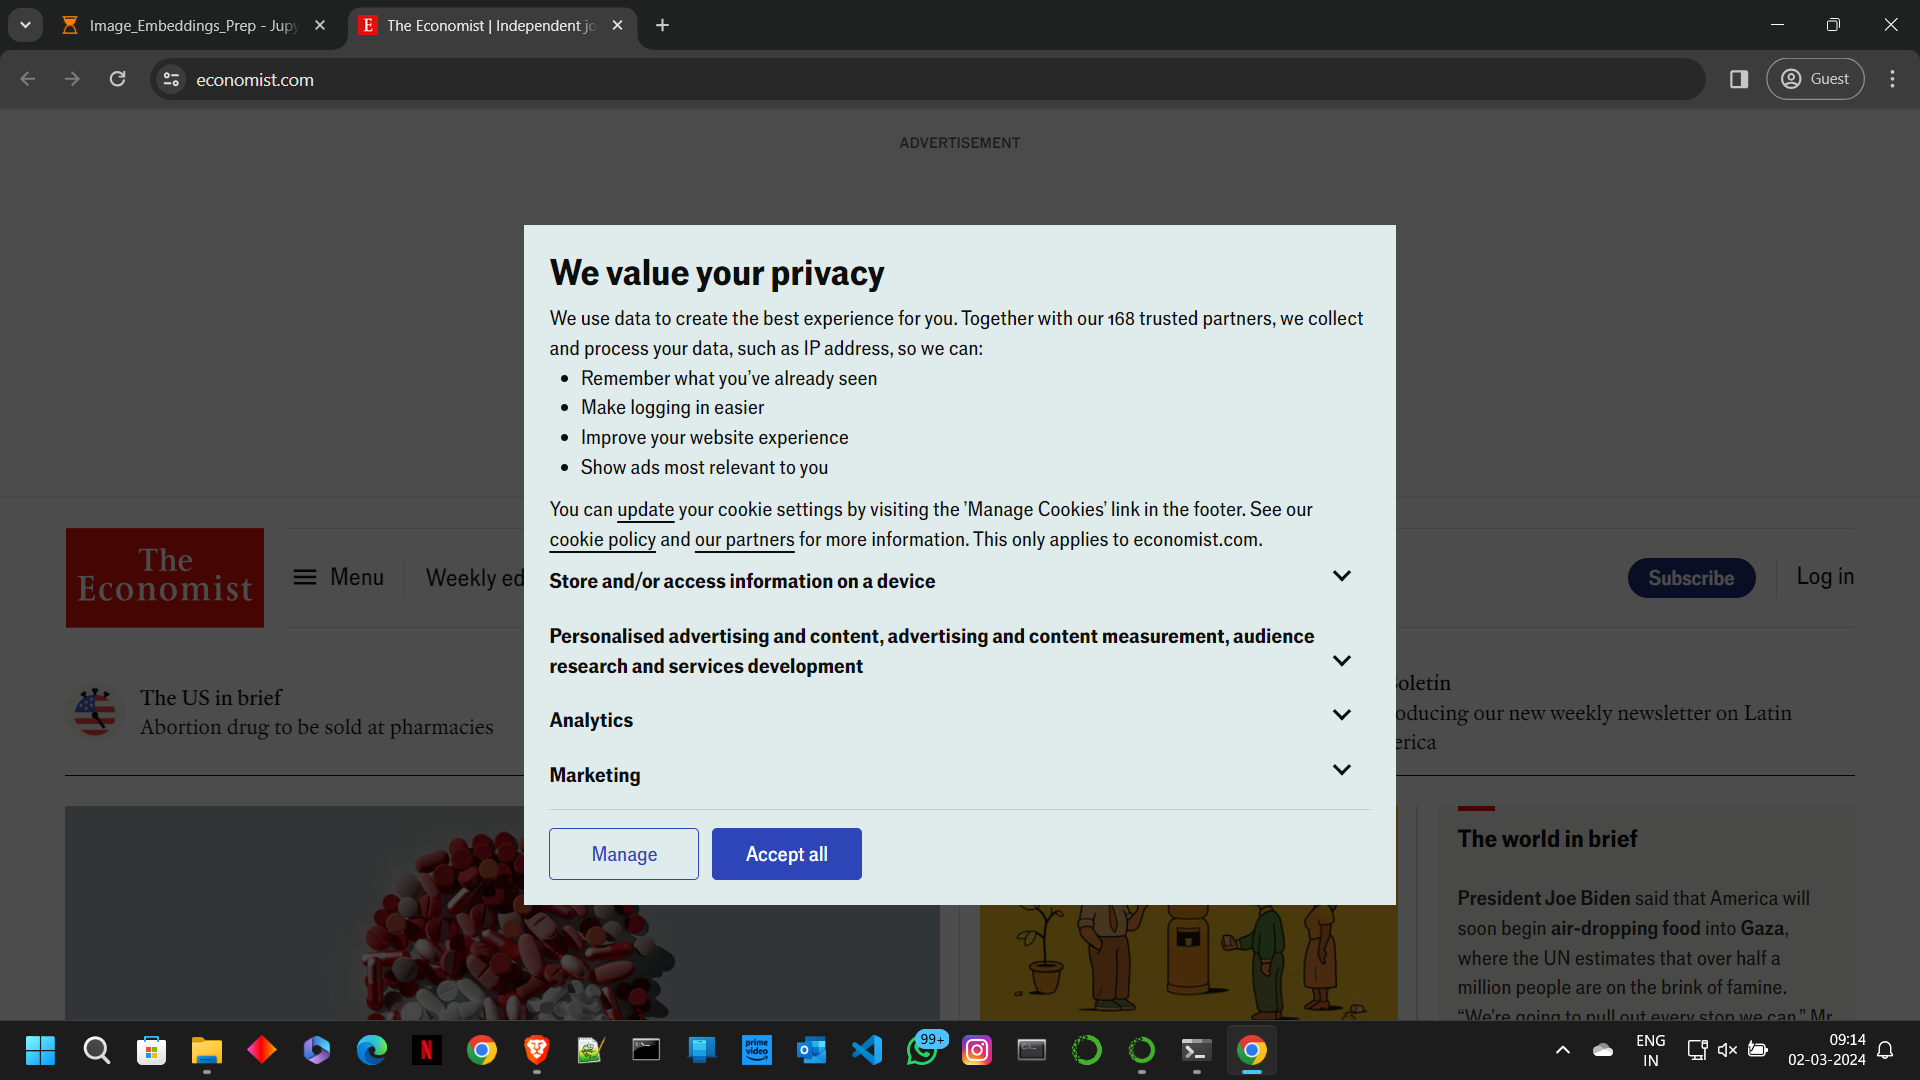 Image_Embeddings_Prep - Jupy
The Economist | Independent jo
economist.com
Guest
ADVERTISEMENT
We value your privacy
We use data to create the best experience for you. Together with our 168 trusted partners, we collect
and process your data, such as IP address, so we can:
Remember what you've already seen
Make logging in easier
Improve your website experience
Show ads most relevant to you
You can update your cookie settings by visiting the 'Manage Cookies' link in the footer. See our
cookie policy and our partners for more information. This only applies to economist.com.
Store and/or access information on a device
Personalised advertising and content, advertising and content measurement, audience
research and services development
Analytics
Marketing
Manage
Accept all
The
Economist
Menu
Weekly ed
Subscribe
Log in
The US in brief
Abortion drug to be sold at pharmacies
oletín
oducing our new weekly newsletter on Latin
erica
The world in brief
President Joe Biden said that America will
soon begin air-dropping food into Gaza,
where the UN estimates that over half a
million people are on the brink of famine.
“We're going to pull out every stop we can,” Mr
prime
video
99+
ENG
IN
09:14
02-03-2024